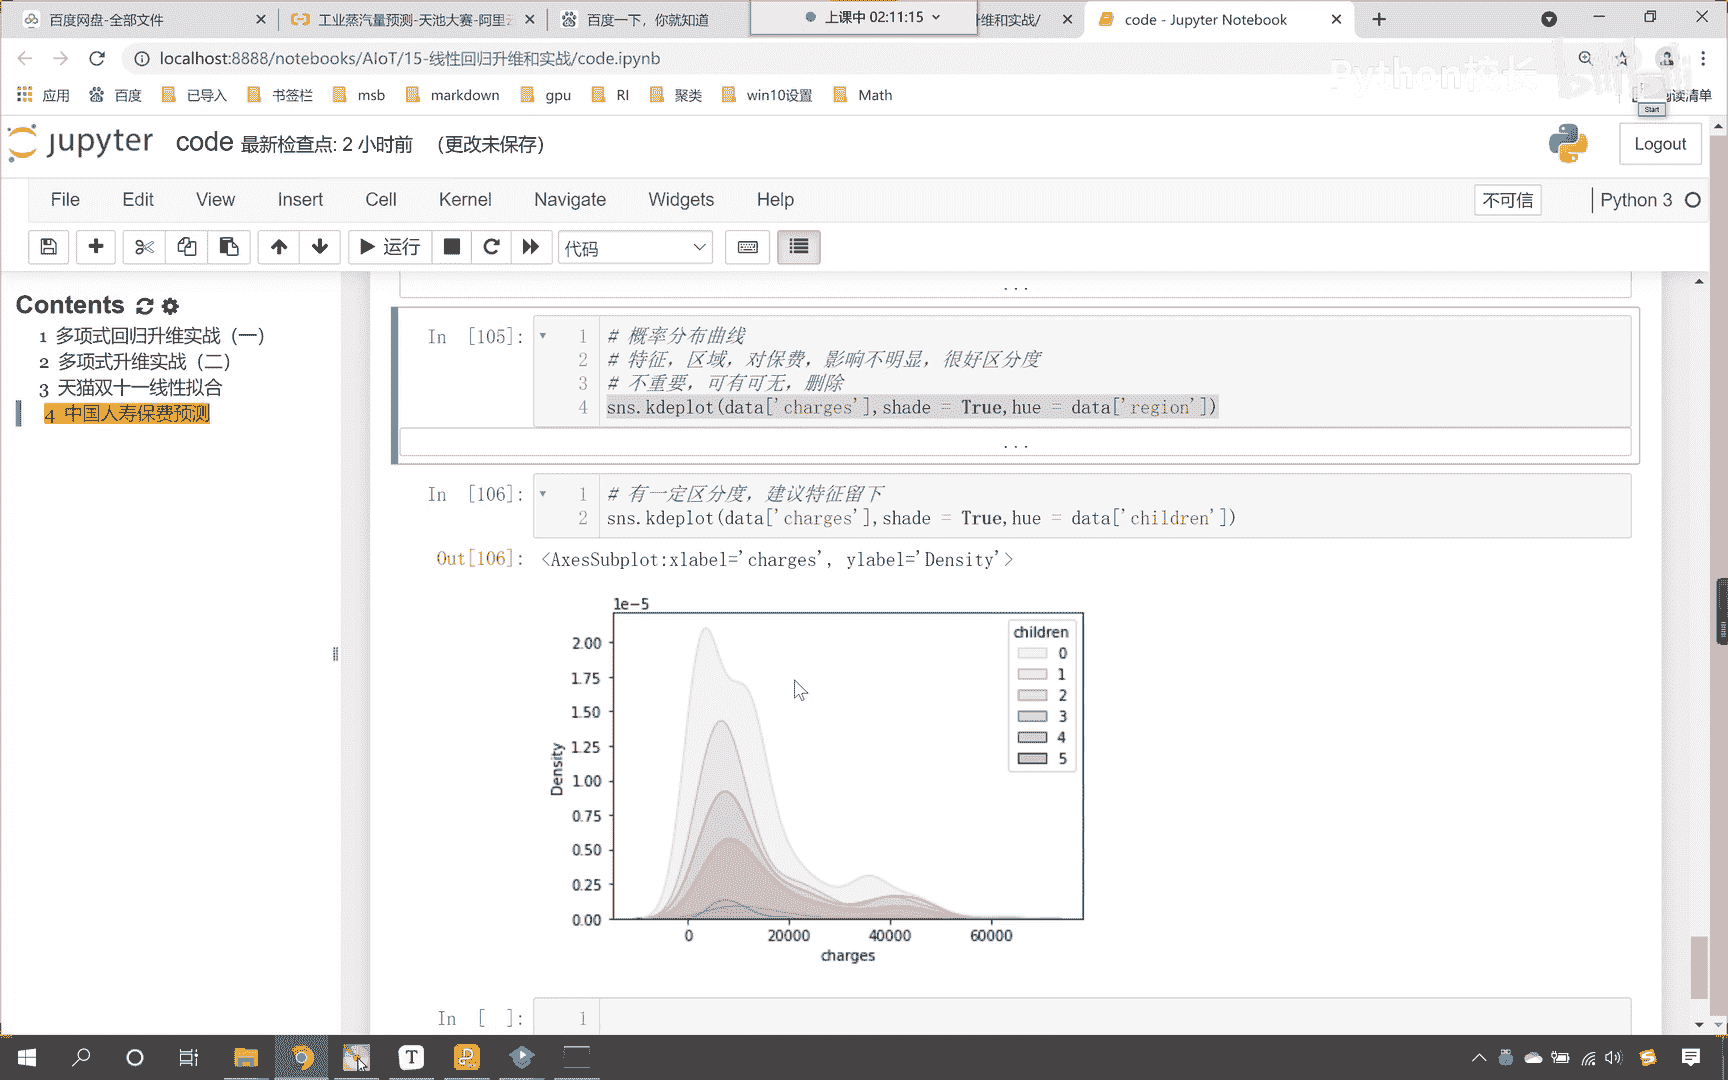 百度网盘-全部文件
工业蒸汽量预测-天池大赛-阿里云
百度一下，你就知道
上课中 02:11:15
升维和实战/
code - Jupyter Notebook
localhost:8888/notebooks/AIoT/15-线性回归升维和实战/code.ipynb
应用 百度 已导入 书签栏 msb markdown gpu RI 聚类 win10设置 Math 阅读清单
Start
jupyter code 最新检查点: 2 小时前 (更改未保存)
Logout
File Edit View Insert Cell Kernel Navigate Widgets Help
不可信
Python 3
运行
代码
Contents
1 多项式回归升维实战（一）
2 多项式升维实战（二）
3 天猫双十一线性拟合
4 中国人寿保费预测
...
In [105]:
1 # 概率分布曲线
2 # 特征，区域，对保费，影响不明显，很好区分度
3 # 不重要，可有可无，删除
4 sns.kdeplot(data['charges'],shade = True,hue = data['region'])
...
In [106]:
1 # 有一定区分度，建议特征留下
2 sns.kdeplot(data['charges'],shade = True,hue = data['children'])
Out[106]: <AxesSubplot:xlabel='charges', ylabel='Density'>
1e-5
2.00
1.75
1.50
1.25
1.00
0.75
0.50
0.25
0.00
Density
children
0
1
2
3
4
5
0 20000 40000 60000
charges
In [ ]: 1